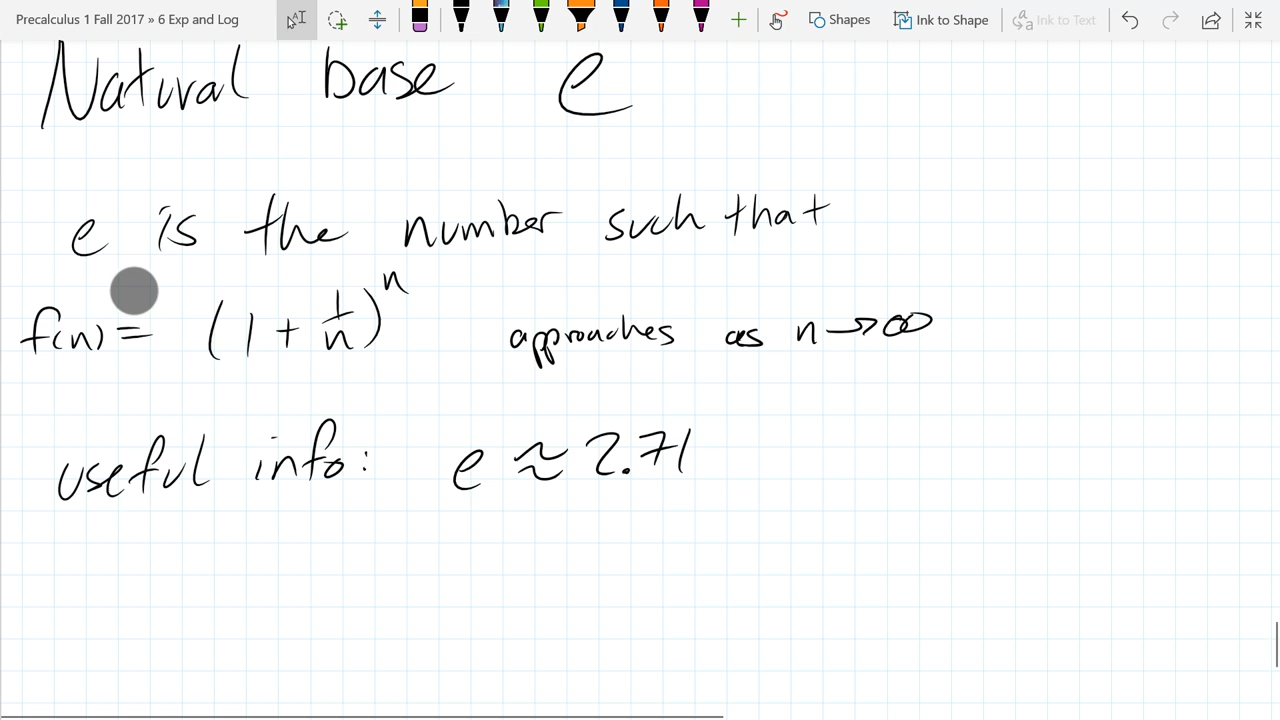 Precalculus 1 Fall 2017 » 6 Exp and Log
Shapes
Ink to Shape
Ink to Text
Natural base e
e is the number such that
f(n) = (1 + 1/n)^n approaches as n→∞
useful info: e ≈ 2.71